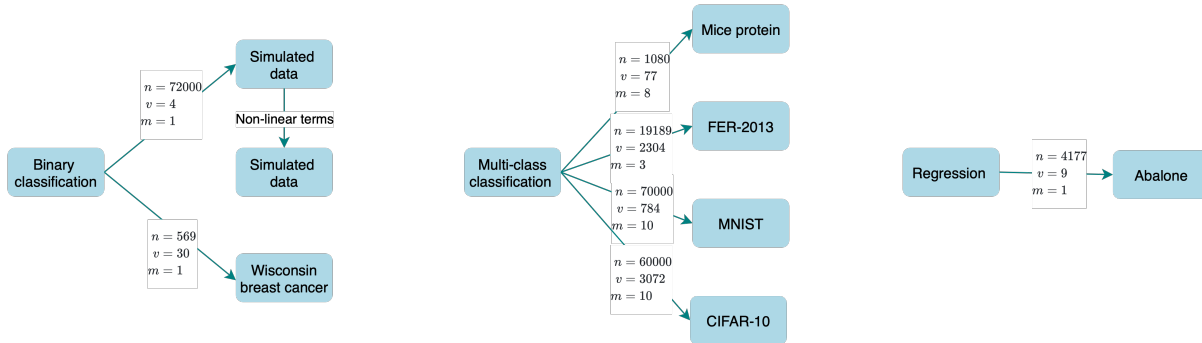 Binary
classification
n = 72000
v = 4
m = 1
Simulated
data
Non-linear terms
Simulated
data
n = 569
v = 30
m = 1
Wisconsin
breast cancer
Multi-class
classification
n = 1080
v = 77
m = 8
Mice protein
n = 19189
v = 2304
m = 3
FER-2013
n = 70000
v = 784
m = 10
MNIST
n = 60000
v = 3072
m = 10
CIFAR-10
Regression
n = 4177
v = 9
m = 1
Abalone